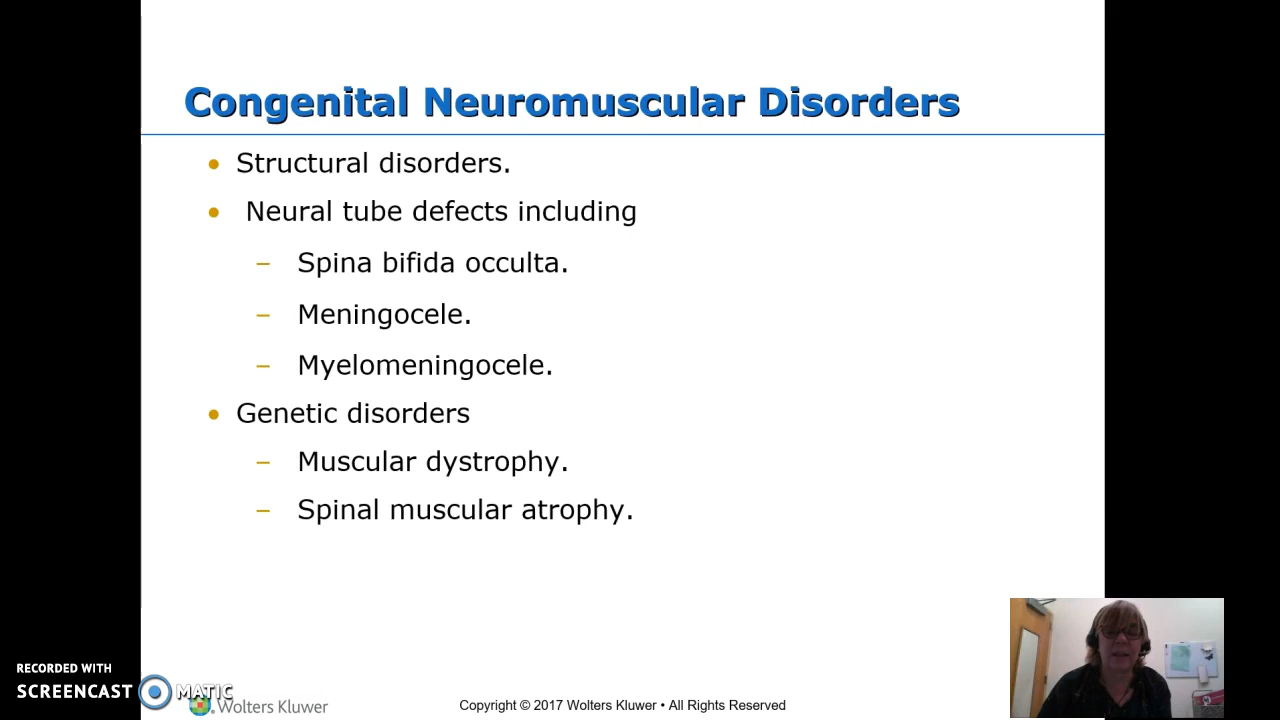 Congenital Neuromuscular Disorders
• Structural disorders.
• Neural tube defects including
– Spina bifida occulta.
– Meningocele.
– Myelomeningocele.
• Genetic disorders
– Muscular dystrophy.
– Spinal muscular atrophy.
RECORDED WITH
SCREENCAST MATIC
Wolters Kluwer
Copyright © 2017 Wolters Kluwer • All Rights Reserved